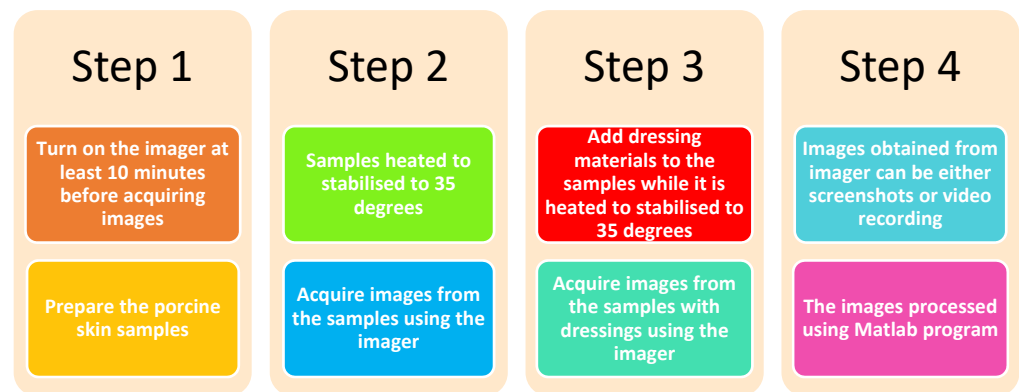 Step 1
Turn on the imager at
least 10 minutes
before acquiring
images
Prepare the porcine
skin samples
Step 2
Samples heated to
stabilised to 35
degrees
Acquire images from
the samples using the
imager
Step 3
Add dressing
materials to the
samples while it is
heated to stabilised to
35 degrees
Acquire images from
the samples with
dressings using the
imager
Step 4
Images obtained from
imager can be either
screenshots or video
recording
The images processed
using Matlab program